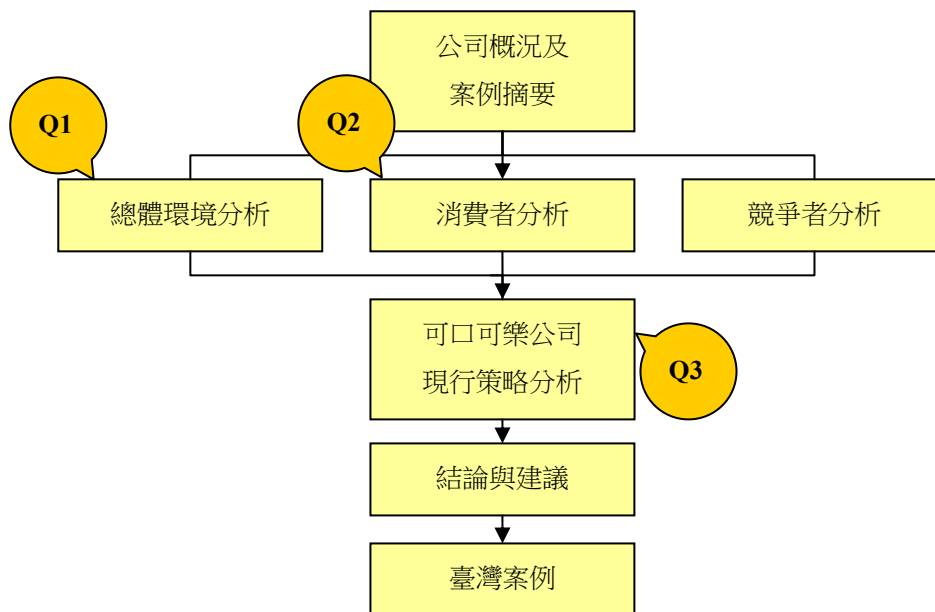 公司概況及
案例摘要
Q1
Q2
總體環境分析
消費者分析
競爭者分析
可口可樂公司
現行策略分析
Q3
結論與建議
臺灣案例